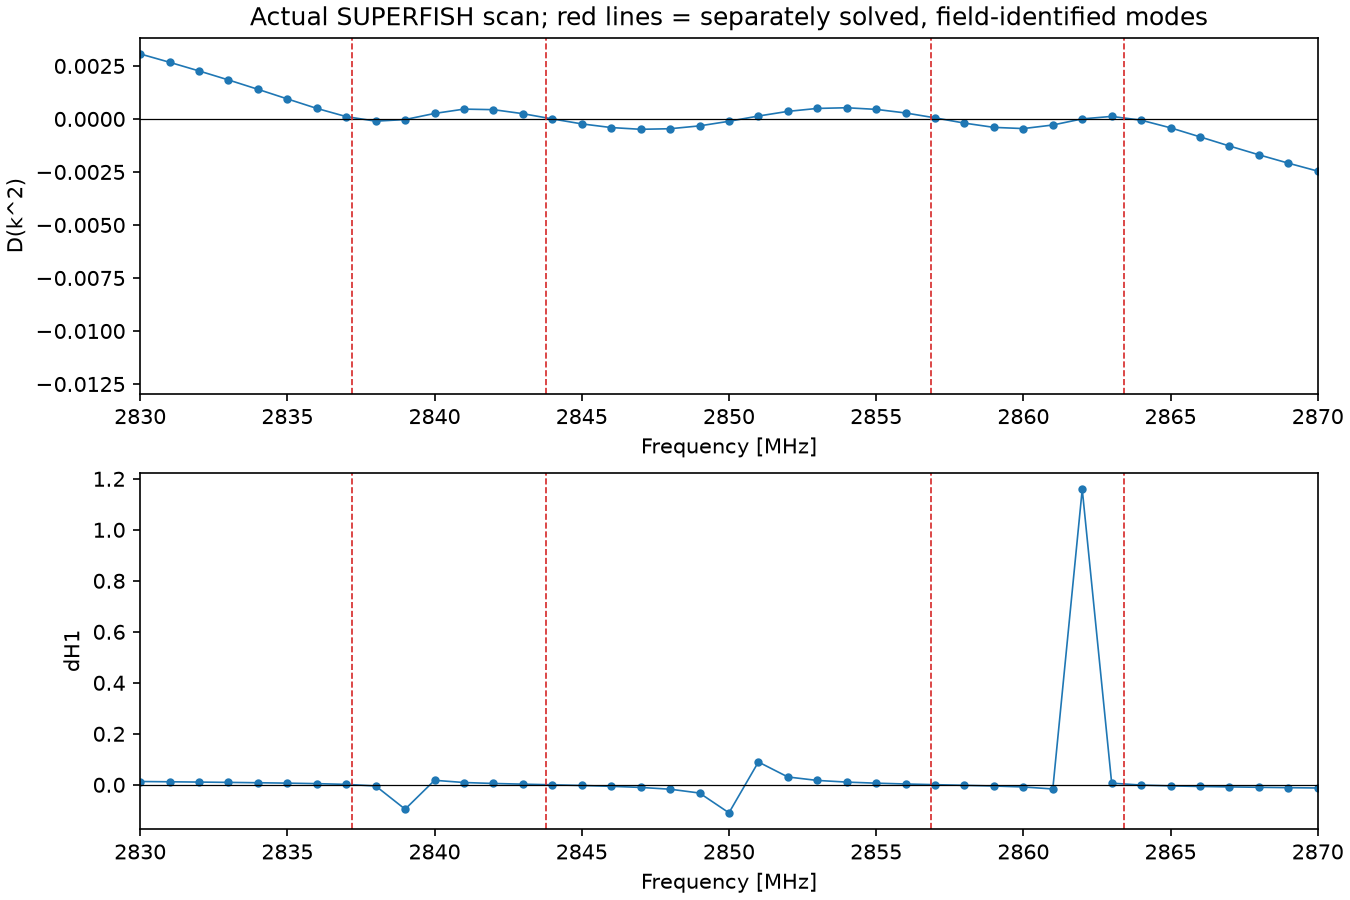 Actual SUPERFISH scan; red lines = separately solved, field-identified modes
0.0025
0.0000
−0.0025
−0.0050
−0.0075
−0.0100
−0.0125
D(k^2)
2830 2835 2840 2845 2850 2855 2860 2865 2870
Frequency [MHz]
1.2
1.0
0.8
0.6
0.4
0.2
0.0
dH1
2830 2835 2840 2845 2850 2855 2860 2865 2870
Frequency [MHz]